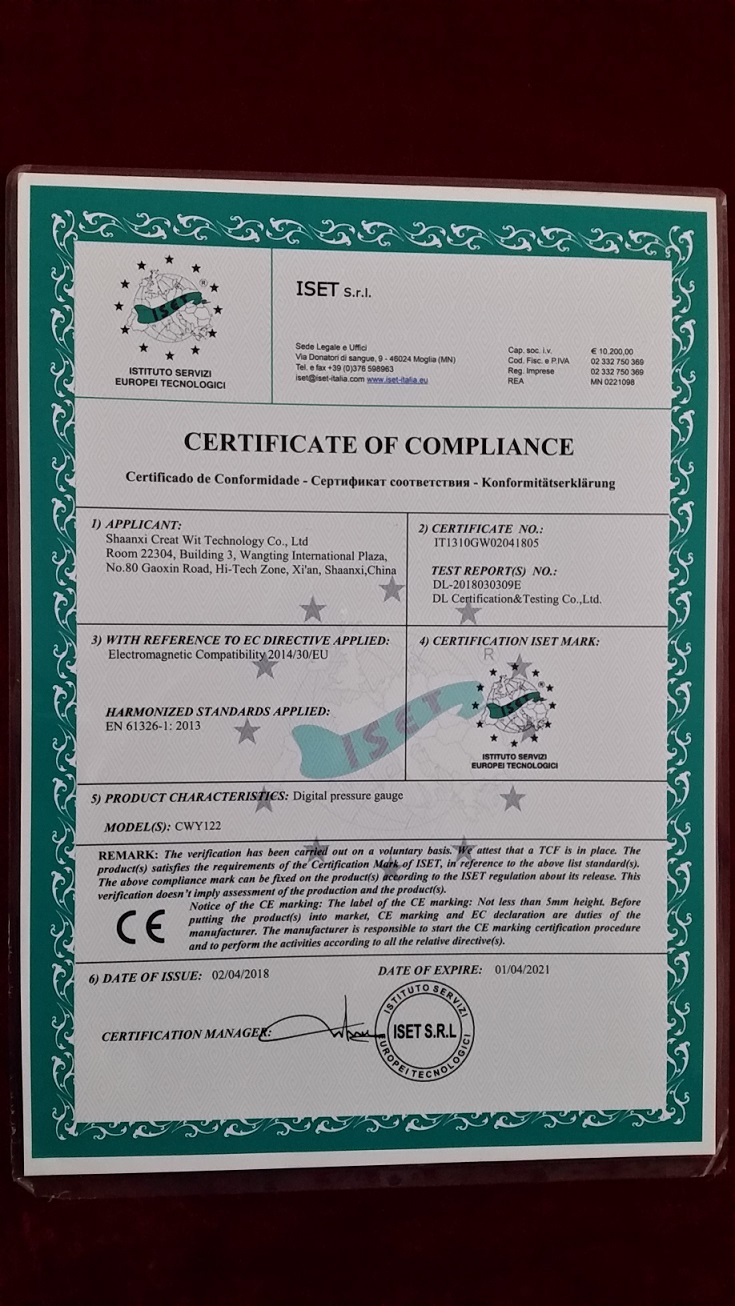 ISET
®
ISTITUTO SERVIZI
EUROPEI TECNOLOGICI
ISET S.r.l.
Sede Legale e Uffici
Via Donatori di sangue, 9 - 46024 Moglia (MN)
Tel. e fax +39 (0)376 598963
iset@iset-italia.com www.iset-italia.eu
Cap. soc. i.v. € 10.200,00
Cod. Fisc. e P.IVA 02 332 750 369
Reg. Imprese 02 332 750 369
REA MN 0221098
CERTIFICATE OF COMPLIANCE
Certificado de Conformidade - Сертификат соответствия - Konformitätserklärung
1) APPLICANT:
Shaanxi Creat Wit Technology Co., Ltd
Room 22304, Building 3, Wangting International Plaza,
No.80 Gaoxin Road, Hi-Tech Zone, Xi'an, Shaanxi,China
2) CERTIFICATE NO.:
IT1310GW02041805
TEST REPORT(S) NO.:
DL-2018030309E
DL Certification&Testing Co.,Ltd.
3) WITH REFERENCE TO EC DIRECTIVE APPLIED:
Electromagnetic Compatibility 2014/30/EU
HARMONIZED STANDARDS APPLIED:
EN 61326-1: 2013
4) CERTIFICATION ISET MARK:
R
ISET
ISET
®
ISTITUTO SERVIZI
EUROPEI TECNOLOGICI
5) PRODUCT CHARACTERISTICS: Digital pressure gauge
MODEL(S): CWY122
REMARK: The verification has been carried out on a voluntary basis. We attest that a TCF is in place. The
product(s) satisfies the requirements of the Certification Mark of ISET, in reference to the above list standard(s).
The above compliance mark can be fixed on the product(s) according to the ISET regulation about its release. This
verification doesn't imply assessment of the production and the product(s).
CE
Notice of the CE marking: The label of the CE marking: Not less than 5mm height. Before
putting the product(s) into market, CE marking and EC declaration are duties of the
manufacturer. The manufacturer is responsible to start the CE marking certification procedure
and to perform the activities according to all the relative directive(s).
6) DATE OF ISSUE: 02/04/2018
DATE OF EXPIRE: 01/04/2021
CERTIFICATION MANAGER:
ISTITUTO SERVIZI
ISET S.R.L
EUROPEI TECNOLOGICI